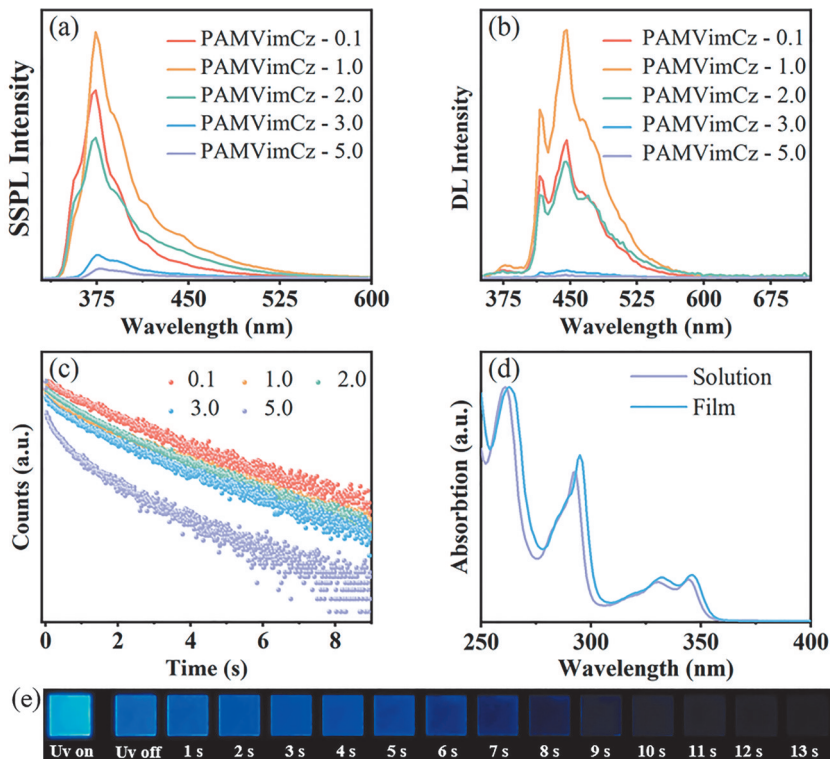 (a)
PAMVimCz - 0.1
PAMVimCz - 1.0
PAMVimCz - 2.0
PAMVimCz - 3.0
PAMVimCz - 5.0
SSPL Intensity
375 450 525 600
Wavelength (nm)
(b)
PAMVimCz - 0.1
PAMVimCz - 1.0
PAMVimCz - 2.0
PAMVimCz - 3.0
PAMVimCz - 5.0
DL Intensity
375 450 525 600 675
Wavelength (nm)
(c)
0.1 1.0 2.0
3.0 5.0
Counts (a.u.)
0 2 4 6 8
Time (s)
(d)
Solution
Film
Absorbtion (a.u.)
250 300 350 400
Wavelength (nm)
(e)
Uv on Uv off 1 s 2 s 3 s 4 s 5 s 6 s 7 s 8 s 9 s 10 s 11 s 12 s 13 s